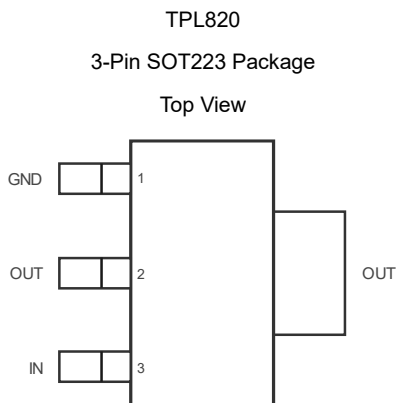 TPL820
3-Pin SOT223 Package
Top View
GND 1
OUT 2 OUT
IN 3